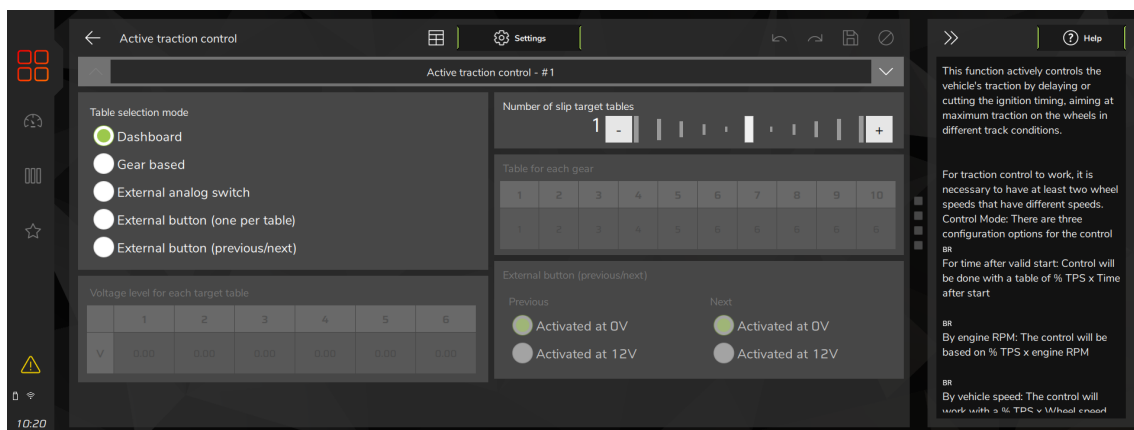 Active traction control
Settings
Active traction control - #1
Table selection mode
Dashboard
Gear based
External analog switch
External button (one per table)
External button (previous/next)
Number of slip target tables
1 - +
Table for each gear
1 2 3 4 5 6 7 8 9 10
1 2 3 4 5 6 6 6 6 6
Voltage level for each target table
1 2 3 4 5 6
V 0.00 0.00 0.00 0.00 0.00 0.00
External button (previous/next)
Previous Next
Activated at 0V Activated at 0V
Activated at 12V Activated at 12V
10:20
Help
This function actively controls the
vehicle's traction by delaying or
cutting the ignition timing, aiming at
maximum traction on the wheels in
different track conditions.
For traction control to work, it is
necessary to have at least two wheel
speeds that have different speeds.
Control Mode: There are three
configuration options for the control
BR
For time after valid start: Control will
be done with a table of % TPS x Time
after start
BR
By engine RPM: The control will be
based on % TPS x engine RPM
BR
By vehicle speed: The control will
work with a % TPS x Wheel speed